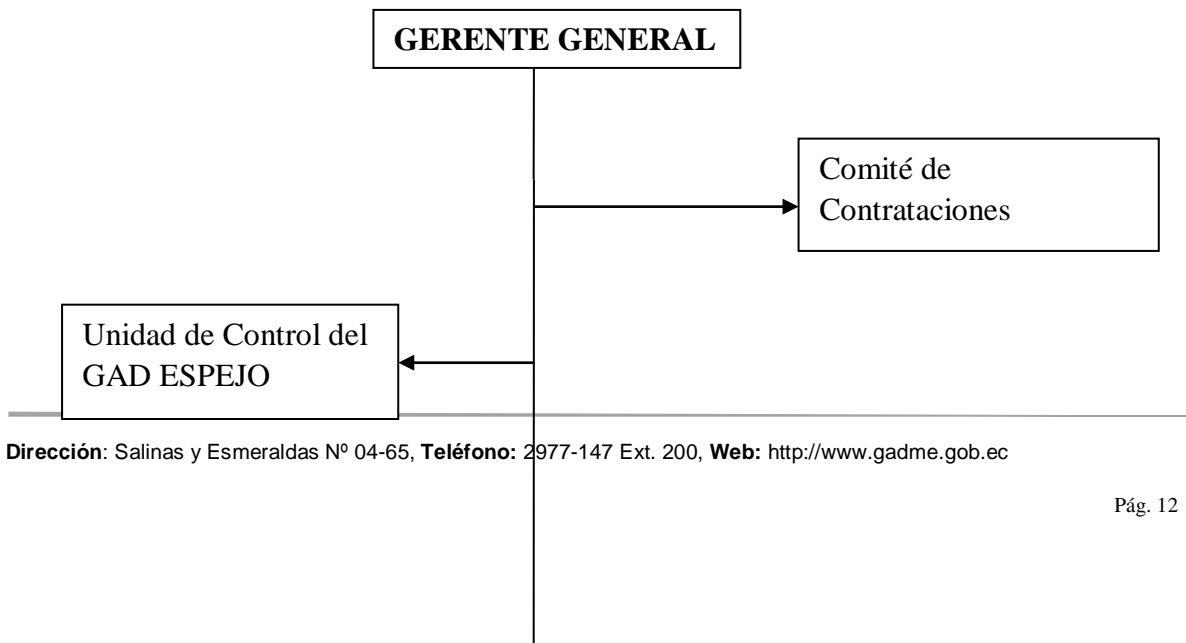 GERENTE GENERAL
Comité de
Contrataciones
Unidad de Control del
GAD ESPEJO
Dirección: Salinas y Esmeraldas Nº 04-65, Teléfono: 2977-147 Ext. 200, Web: http://www.gadme.gob.ec
Pág. 12